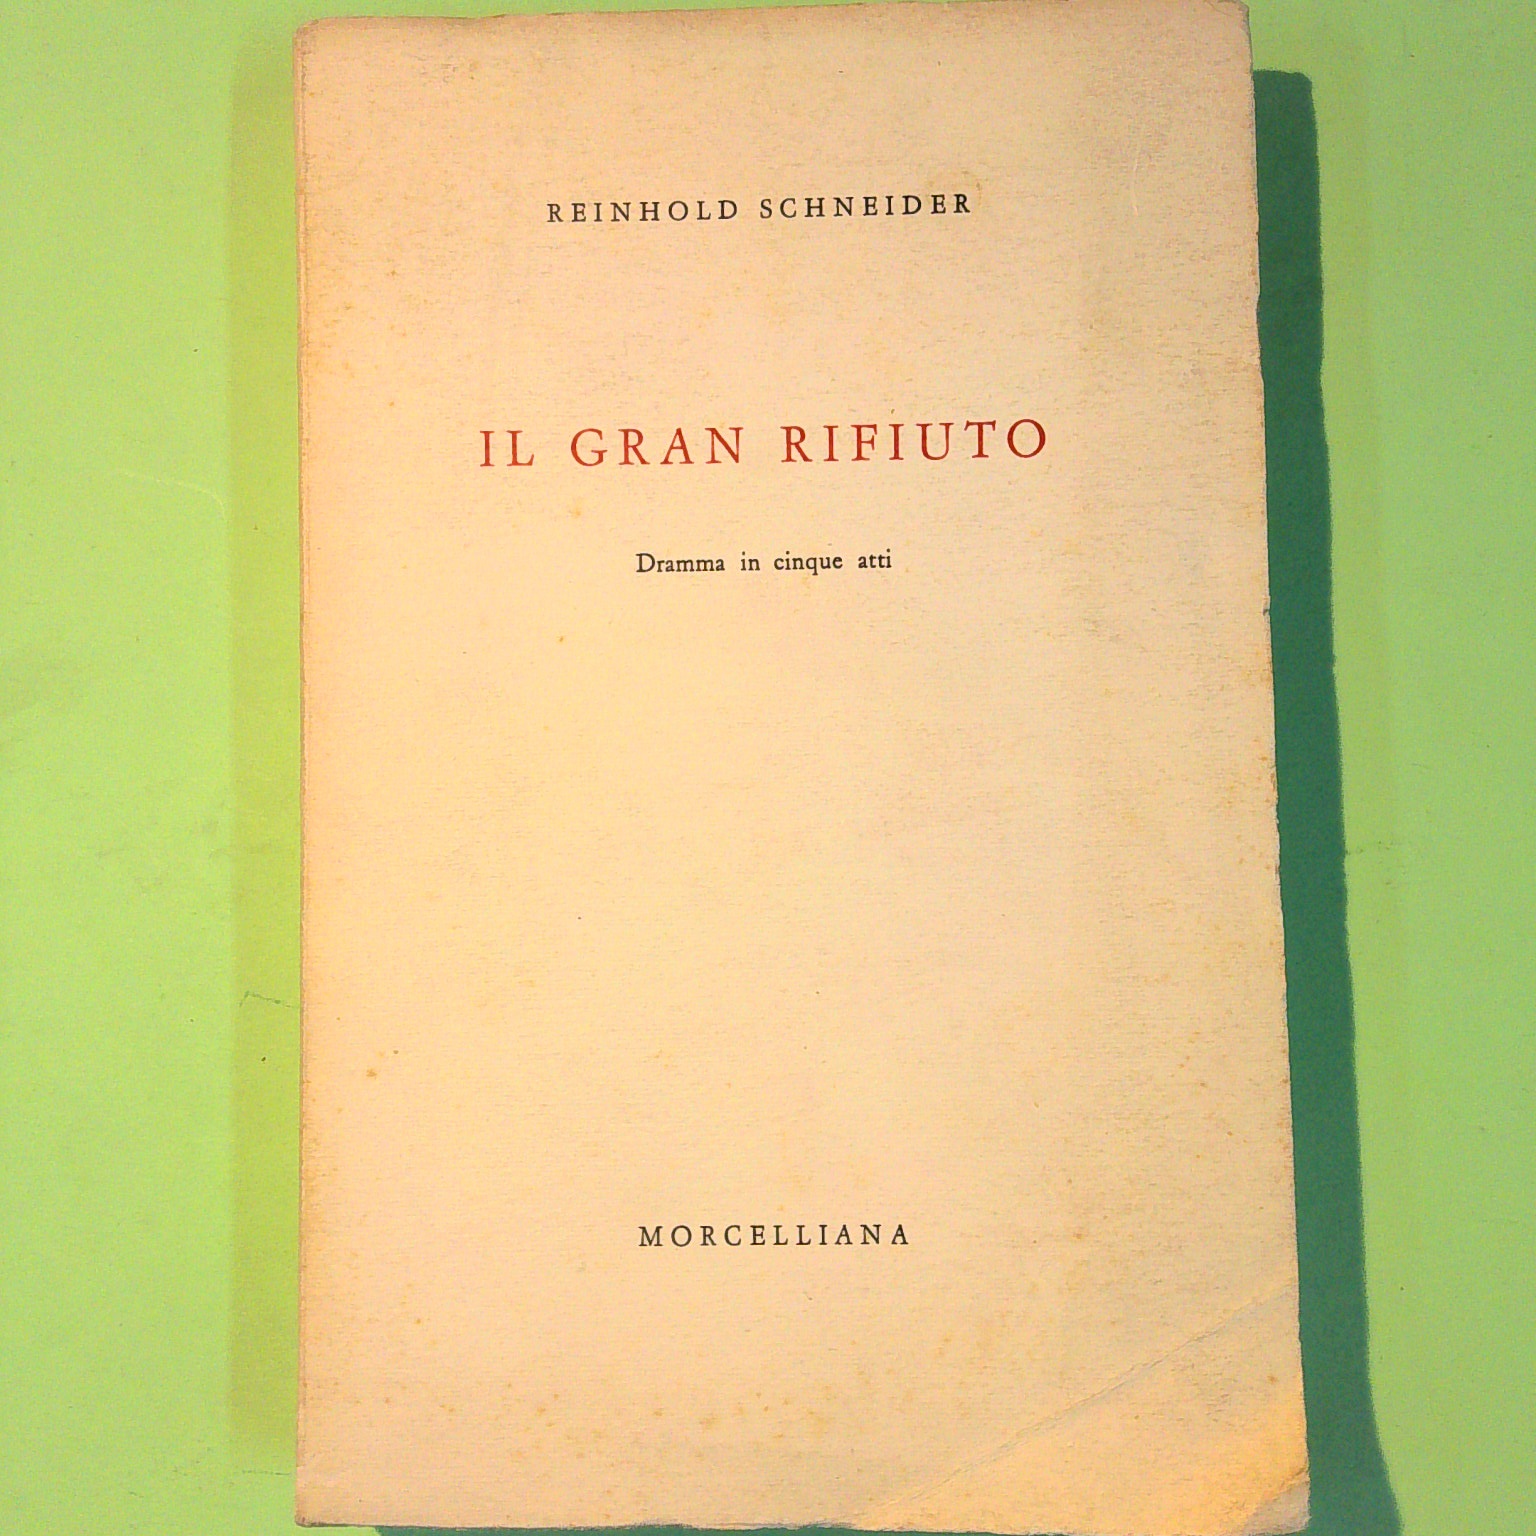 REINHOLD SCHNEIDER
IL GRAN RIFIUTO
Dramma in cinque atti
MORCELLIANA